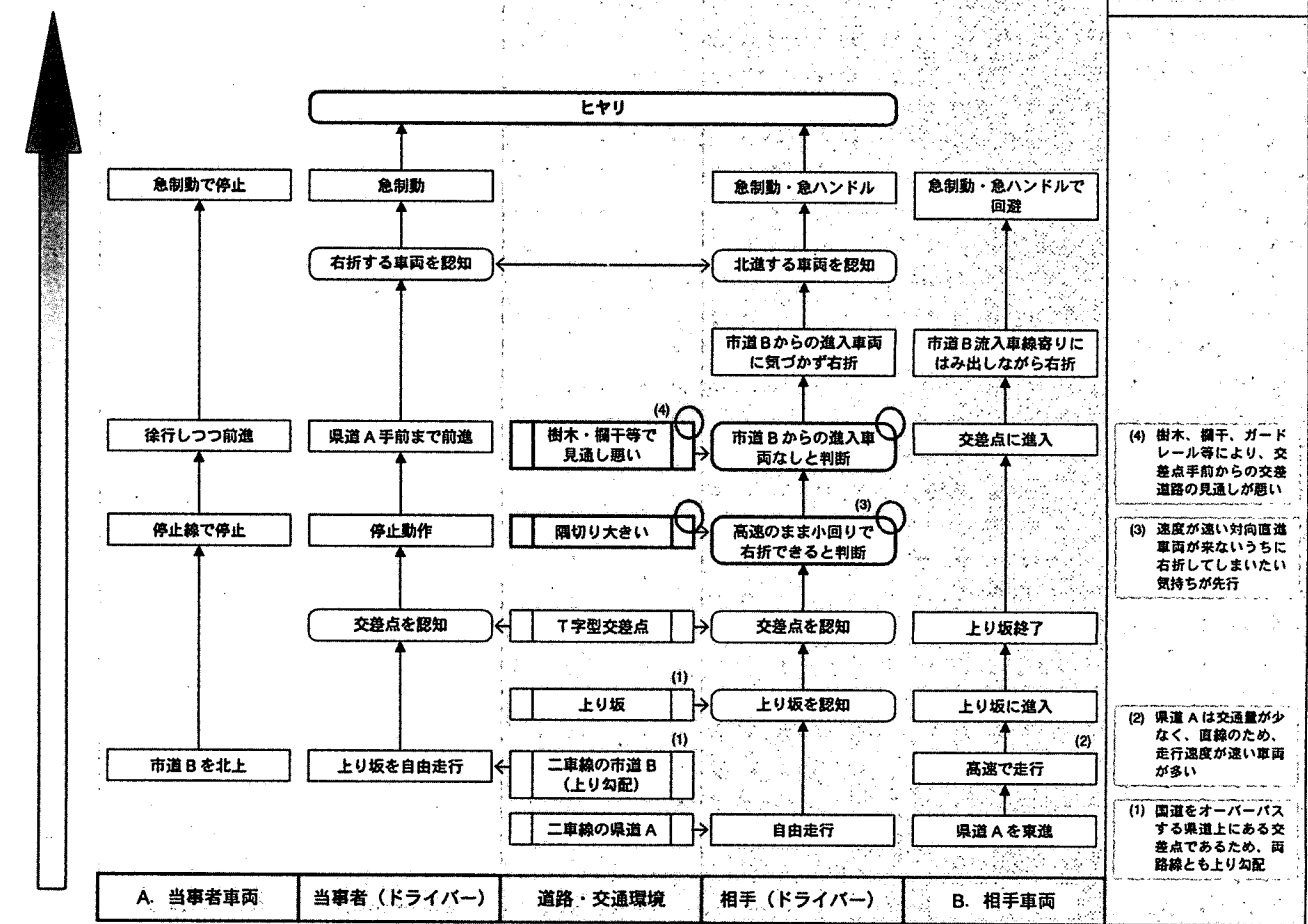 ヒヤリ
急制動で停止
急制動
急制動・急ハンドル
急制動・急ハンドルで
回避
右折する車両を認知
北進する車両を認知
市道Bからの進入車両
に気づかず右折
市道B流入車線寄りに
はみ出しながら右折
徐行しつつ前進
県道A手前まで前進
(4)
樹木・欄干等で
見通し悪い
市道Bからの進入車
両なしと判断
交差点に進入
(4) 樹木、欄干、ガード
レール等により、交
差点手前からの交差
道路の見通しが悪い
停止線で停止
停止動作
隅切り大きい
(3)
高速のまま小回りで
右折できると判断
(3) 速度が速い対向直進
車両が来ないうちに
右折してしまいたい
気持ちが先行
交差点を認知
T字型交差点
交差点を認知
上り坂終了
(1)
上り坂
上り坂を認知
上り坂に進入
(2) 県道Aは交通量が少
なく、直線のため、
走行速度が速い車両
が多い
市道Bを北上
上り坂を自由走行
(1)
二車線の市道B
(上り勾配)
(2)
高速で走行
二車線の県道A
自由走行
県道Aを東進
(1) 国道をオーバーパス
する県道上にある交
差点であるため、両
路線とも上り勾配
A. 当事者車両
当事者(ドライバー)
道路・交通環境
相手(ドライバー)
B. 相手車両